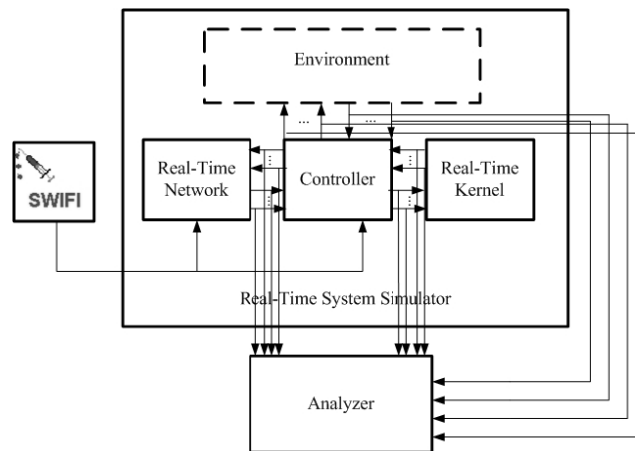 Environment
...
...
Real-Time
Network
Controller
Real-Time
Kernel
SWIFI
Real-Time System Simulator
Analyzer